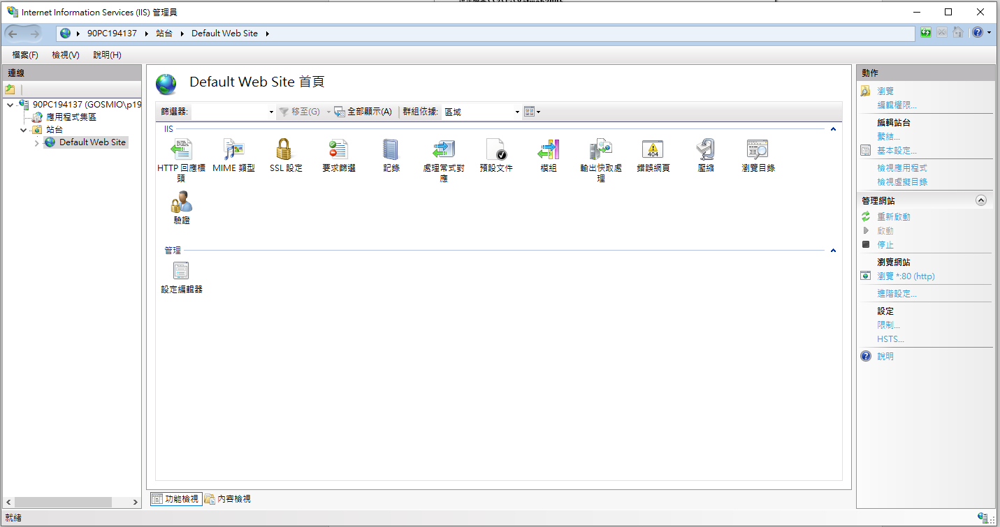 Internet Information Services (IIS) 管理員
90PC194137 站台 Default Web Site
檔案(F) 檢視(V) 說明(H)
連線
90PC194137 (GOSMIO\p19
應用程式集區
站台
Default Web Site
Default Web Site 首頁
篩選器: 移至(G) 全部顯示(A) 群組依據: 區域
IIS
HTTP 回應標
頭
MIME 類型
SSL 設定
要求篩選
記錄
處理常式對
應
預設文件
模組
輸出快取處
理
404
錯誤網頁
壓縮
瀏覽目錄
驗證
管理
設定編輯器
功能檢視 內容檢視
動作
瀏覽
編輯權限...
編輯站台
繫結...
基本設定...
檢視應用程式
檢視虛擬目錄
管理網站
重新啟動
啟動
停止
瀏覽網站
瀏覽 *:80 (http)
進階設定...
設定
限制...
HSTS...
說明
就緒